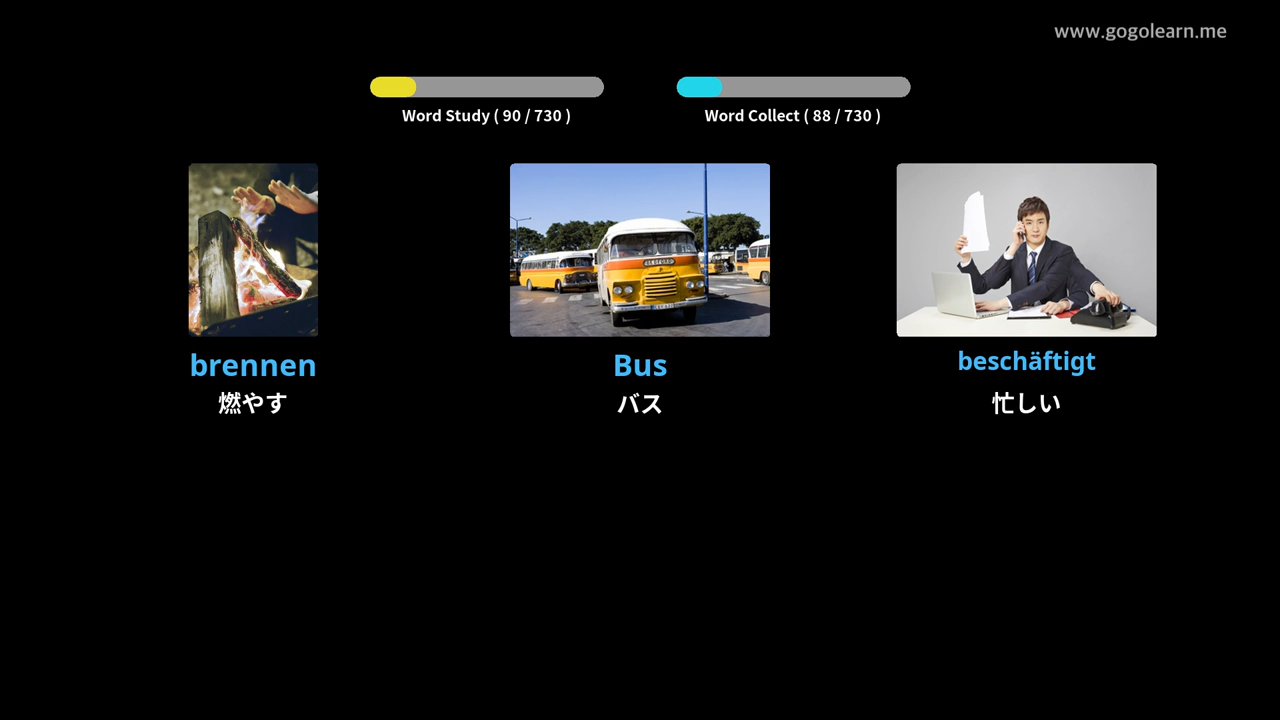 www.gogolearn.me
Word Study ( 90 / 730 )
Word Collect ( 88 / 730 )
brennen
燃やす
Bus
バス
beschäftigt
忙しい